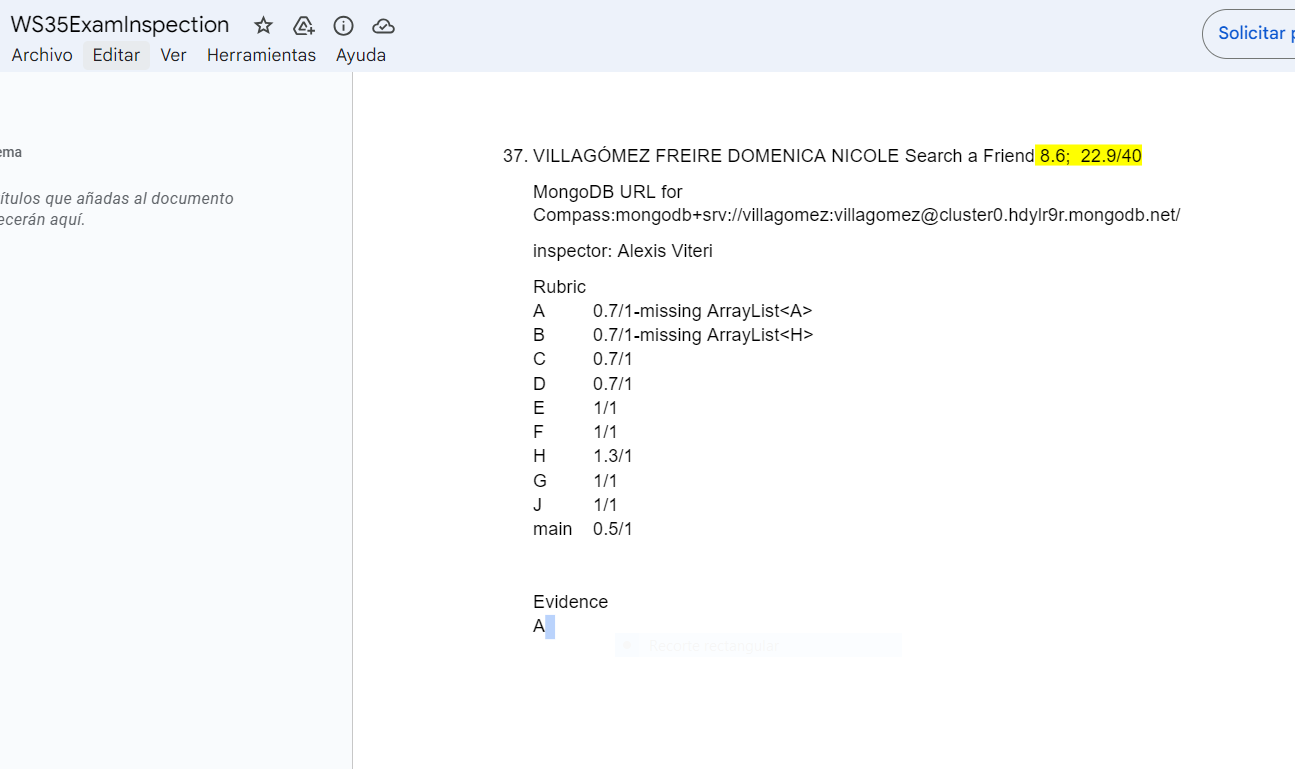 WS35ExamInspection
Solicitar p
Archivo Editar Ver Herramientas Ayuda
ema
ítulos que añadas al documento
ecerán aquí.
37. VILLAGÓMEZ FREIRE DOMENICA NICOLE Search a Friend 8.6; 22.9/40
MongoDB URL for
Compass:mongodb+srv://villagomez:villagomez@cluster0.hdylr9r.mongodb.net/
inspector: Alexis Viteri
Rubric
A 0.7/1-missing ArrayList<A>
B 0.7/1-missing ArrayList<H>
C 0.7/1
D 0.7/1
E 1/1
F 1/1
H 1.3/1
G 1/1
J 1/1
main 0.5/1
Evidence
A
Recorte rectangular